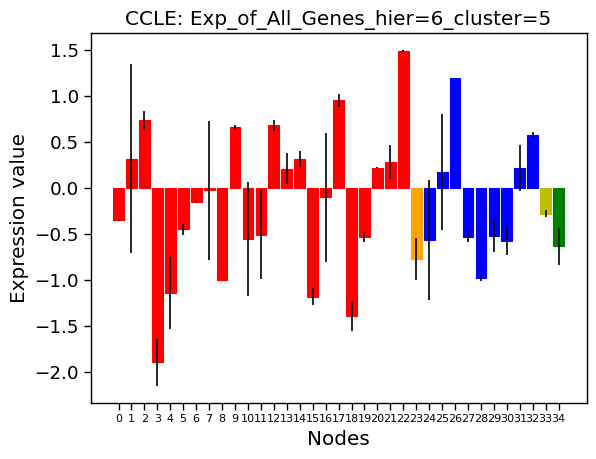 CCLE: Exp_of_All_Genes_hier=6_cluster=5
Expression value
1.5
1.0
0.5
0.0
−0.5
−1.0
−1.5
−2.0
0 1 2 3 4 5 6 7 8 9 10 11 12 13 14 15 16 17 18 19 20 21 22 23 24 25 26 27 28 29 30 31 32 33 34
Nodes